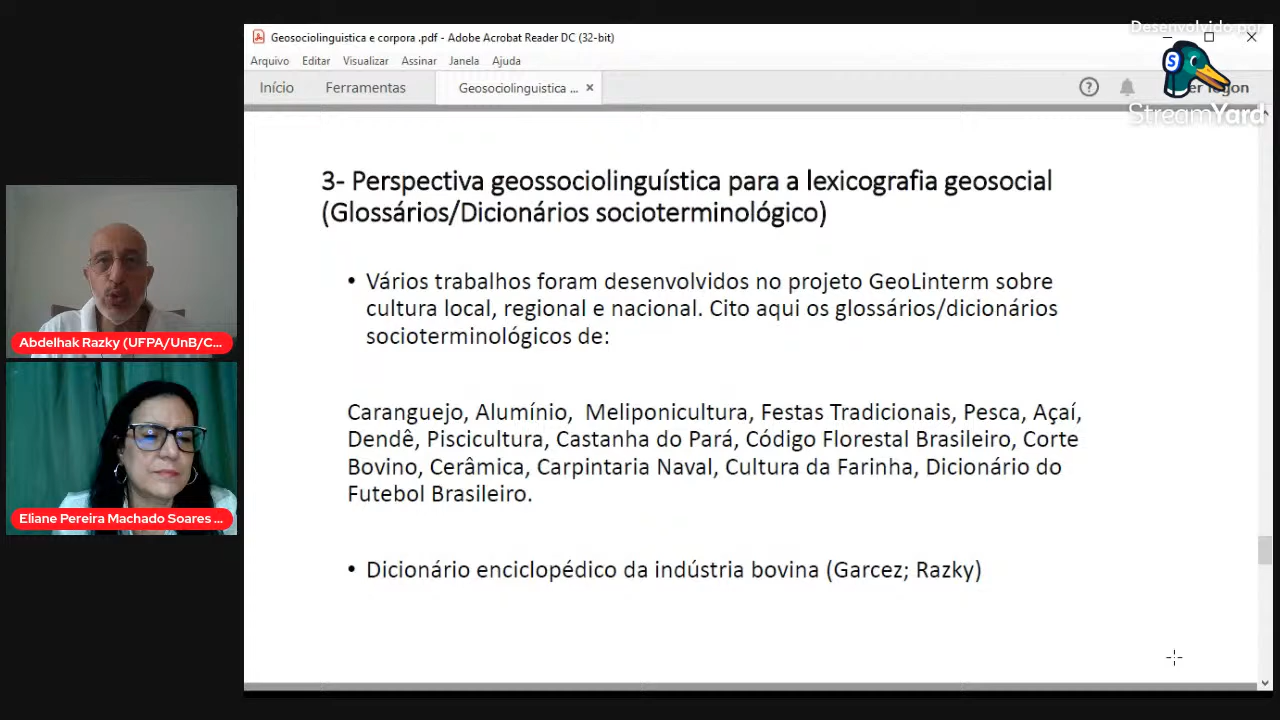 Desenvolvido por
Geosociolinguistica e corpora .pdf - Adobe Acrobat Reader DC (32-bit)
Arquivo Editar Visualizar Assinar Janela Ajuda
Início Ferramentas Geosociolinguistica ... × ? er logon
S
StreamYard
3- Perspectiva geossociolinguística para a lexicografia geosocial
(Glossários/Dicionários socioterminológico)
• Vários trabalhos foram desenvolvidos no projeto GeoLinterm sobre
cultura local, regional e nacional. Cito aqui os glossários/dicionários
socioterminológicos de:
Caranguejo, Alumínio, Meliponicultura, Festas Tradicionais, Pesca, Açaí,
Dendê, Piscicultura, Castanha do Pará, Código Florestal Brasileiro, Corte
Bovino, Cerâmica, Carpintaria Naval, Cultura da Farinha, Dicionário do
Futebol Brasileiro.
• Dicionário enciclopédico da indústria bovina (Garcez; Razky)
Abdelhak Razky (UFPA/UnB/C...
Eliane Pereira Machado Soares ...